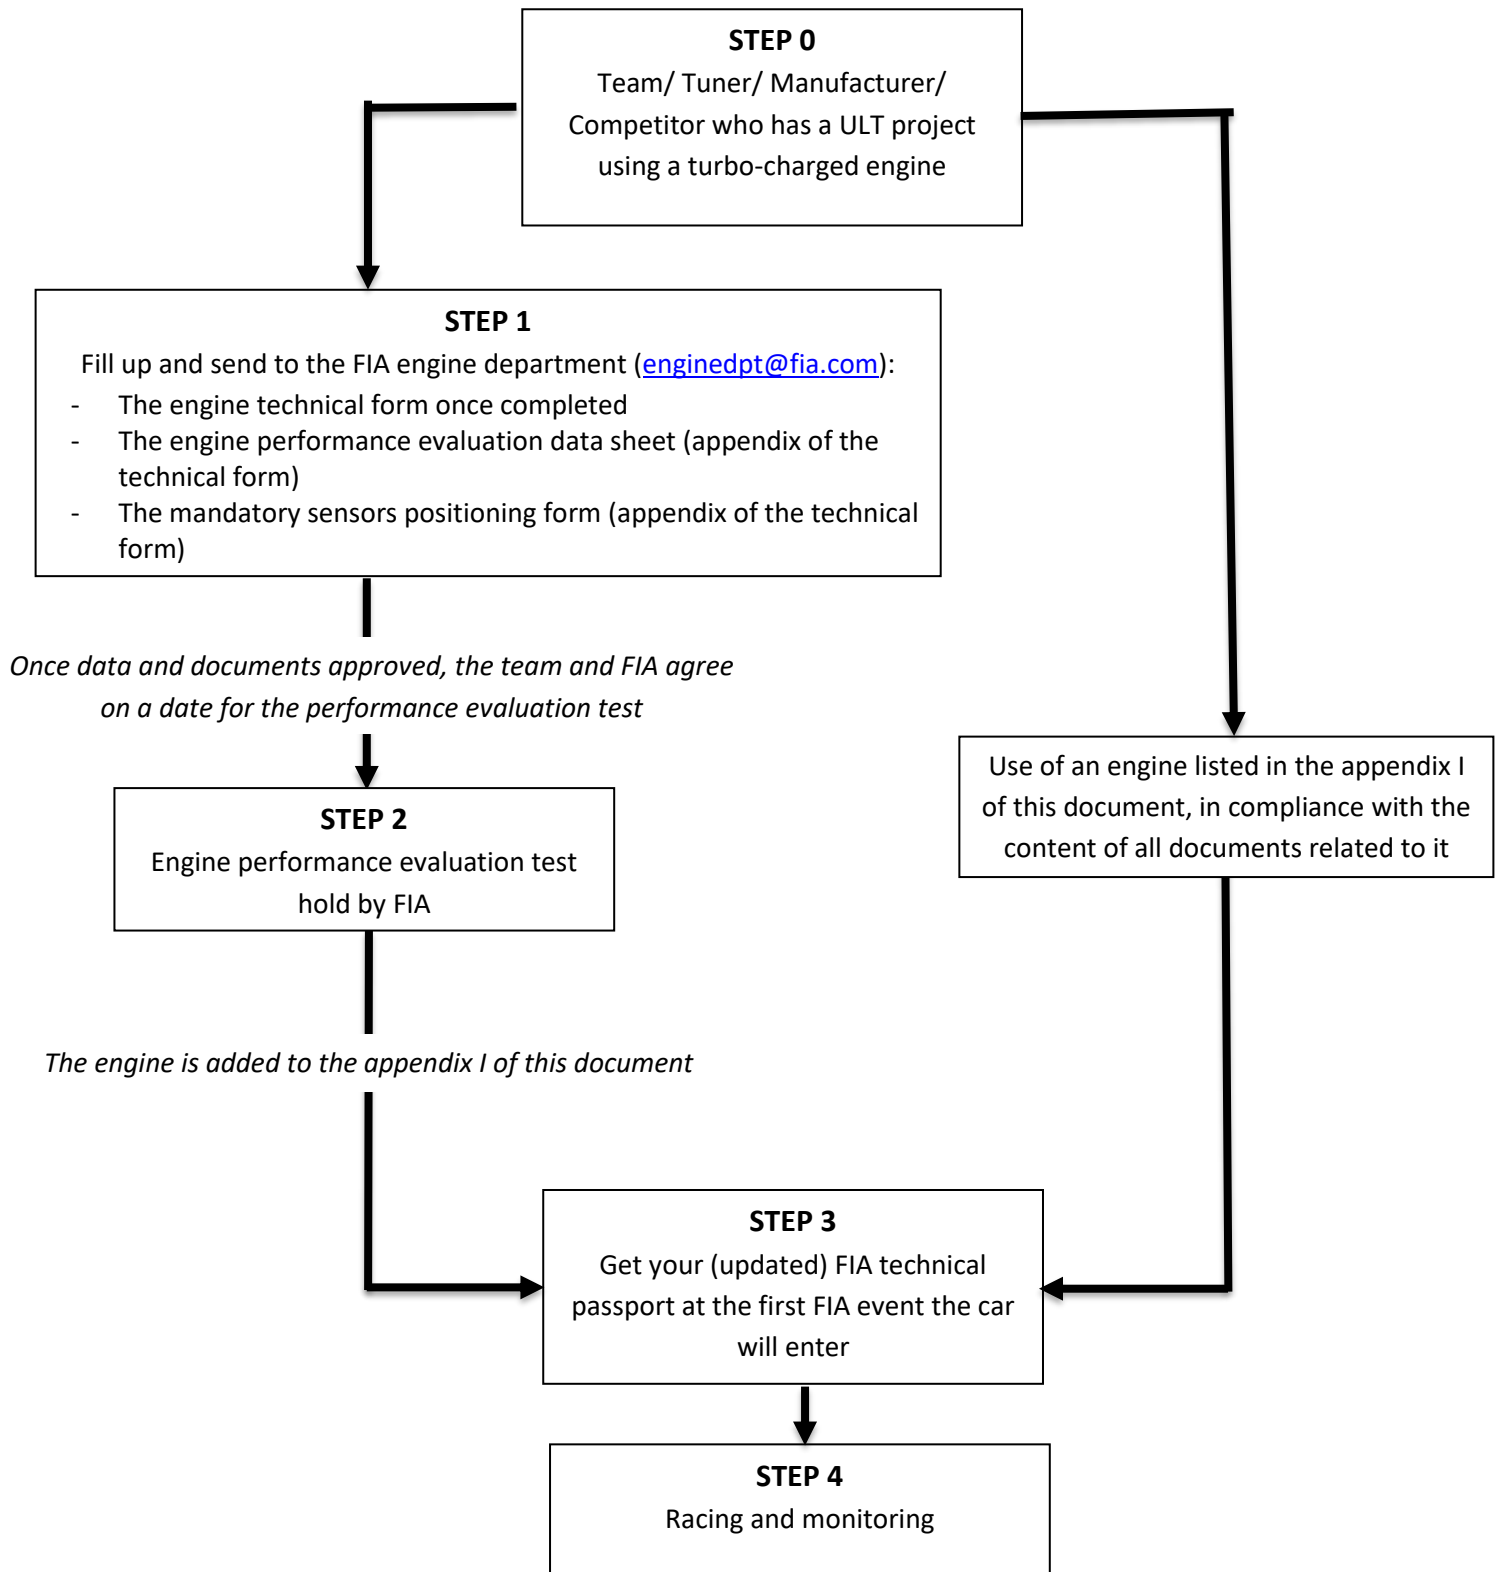 STEP 0
Team/ Tuner/ Manufacturer/
Competitor who has a ULT project
using a turbo-charged engine
STEP 1
Fill up and send to the FIA engine department (enginedpt@fia.com):
- The engine technical form once completed
- The engine performance evaluation data sheet (appendix of the
technical form)
- The mandatory sensors positioning form (appendix of the technical
form)
Once data and documents approved, the team and FIA agree
on a date for the performance evaluation test
Use of an engine listed in the appendix I
of this document, in compliance with the
content of all documents related to it
STEP 2
Engine performance evaluation test
hold by FIA
The engine is added to the appendix I of this document
STEP 3
Get your (updated) FIA technical
passport at the first FIA event the car
will enter
STEP 4
Racing and monitoring